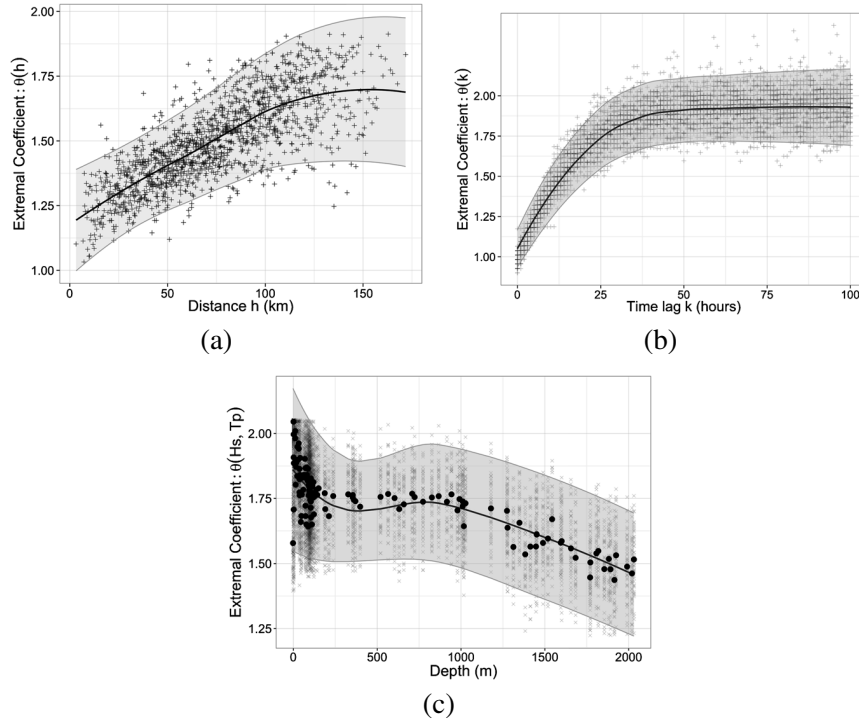 Extremal Coefficient : θ(h)
1.75
1.50
1.25
1.00
0 50 100 150
Distance h (km)
(a)
Extremal Coefficient : θ(k)
2.00
1.75
1.50
1.25
1.00
0 25 50 75 100
Time lag k (hours)
(b)
Extremal Coefficient : θ(Hs, Tp)
2.00
1.75
1.50
1.25
0 500 1000 1500 2000
Depth (m)
(c)